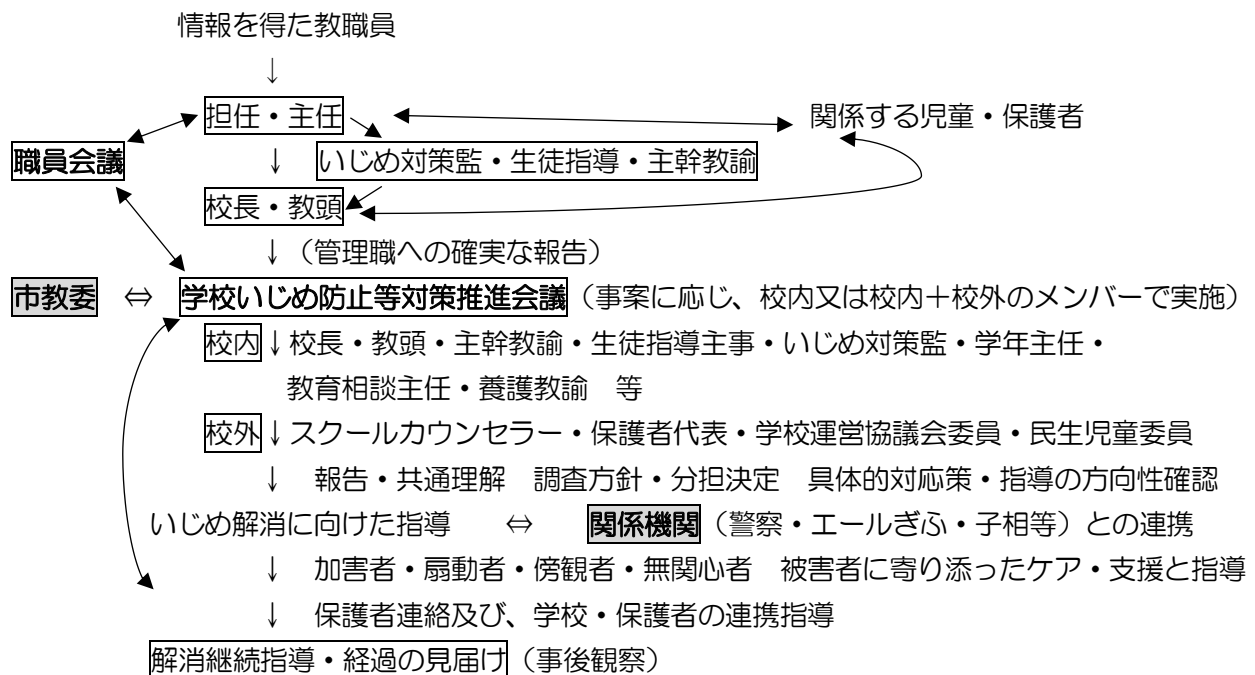 情報を得た教職員
↓
担任・主任　関係する児童・保護者
職員会議　↓　いじめ対策監・生徒指導・主幹教諭
校長・教頭
↓（管理職への確実な報告）
市教委　⇔　学校いじめ防止等対策推進会議（事案に応じ、校内又は校内＋校外のメンバーで実施）
校内↓校長・教頭・主幹教諭・生徒指導主事・いじめ対策監・学年主任・
教育相談主任・養護教諭　等
校外↓スクールカウンセラー・保護者代表・学校運営協議会委員・民生児童委員
↓　報告・共通理解　調査方針・分担決定　具体的対応策・指導の方向性確認
いじめ解消に向けた指導　⇔　関係機関（警察・エールぎふ・子相等）との連携
↓　加害者・扇動者・傍観者・無関心者　被害者に寄り添ったケア・支援と指導
↓　保護者連絡及び、学校・保護者の連携指導
解消継続指導・経過の見届け（事後観察）